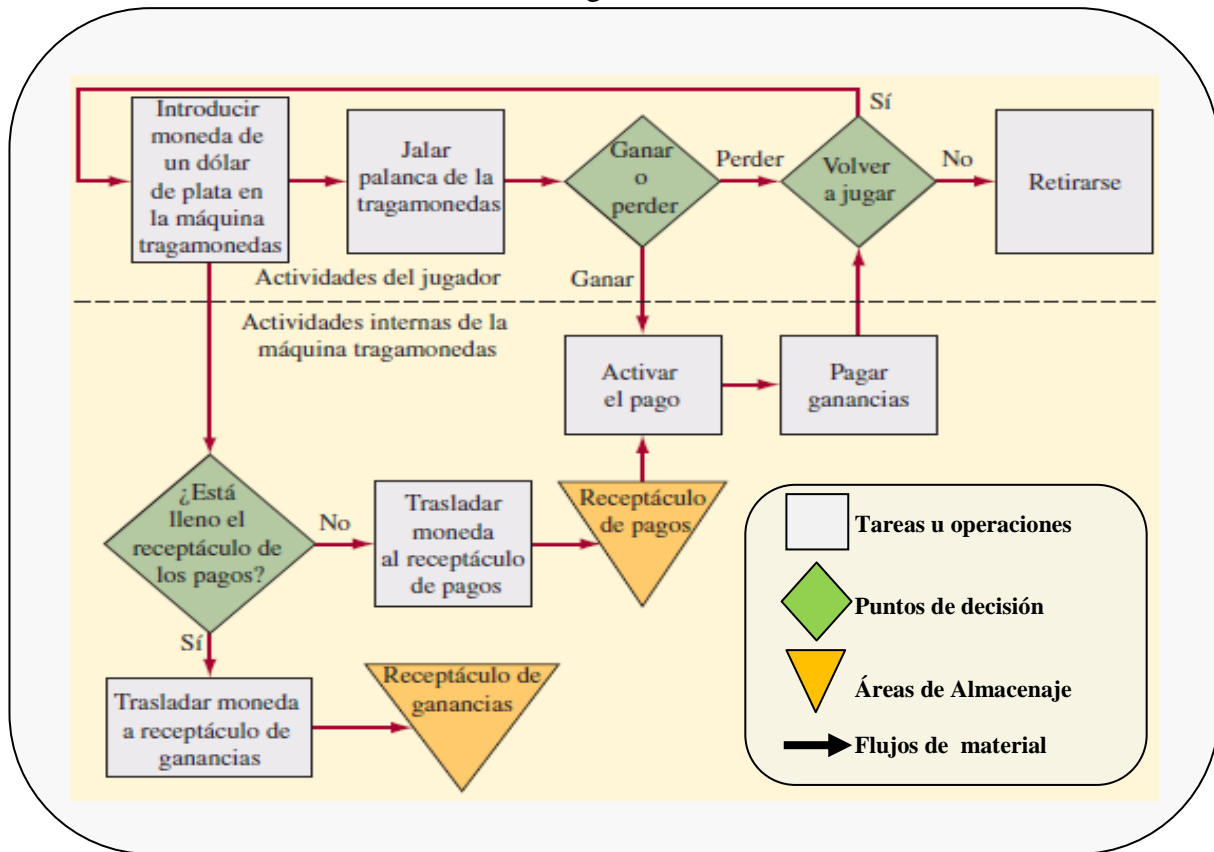 Introducir
moneda de
un dólar
de plata en
la máquina
tragamonedas
Jalar
palanca de la
tragamonedas
Ganar
o
perder
Perder
Sí
Volver
a jugar
No
Retirarse
Actividades del jugador
Ganar
Actividades internas de la
máquina tragamonedas
Activar
el pago
Pagar
ganancias
¿Está
lleno el
receptáculo de
los pagos?
No
Trasladar
moneda
al receptáculo
de pagos
Receptáculo
de pagos
Sí
Trasladar moneda
a receptáculo de
ganancias
Receptáculo de
ganancias
Tareas u operaciones
Puntos de decisión
Áreas de Almacenaje
Flujos de material